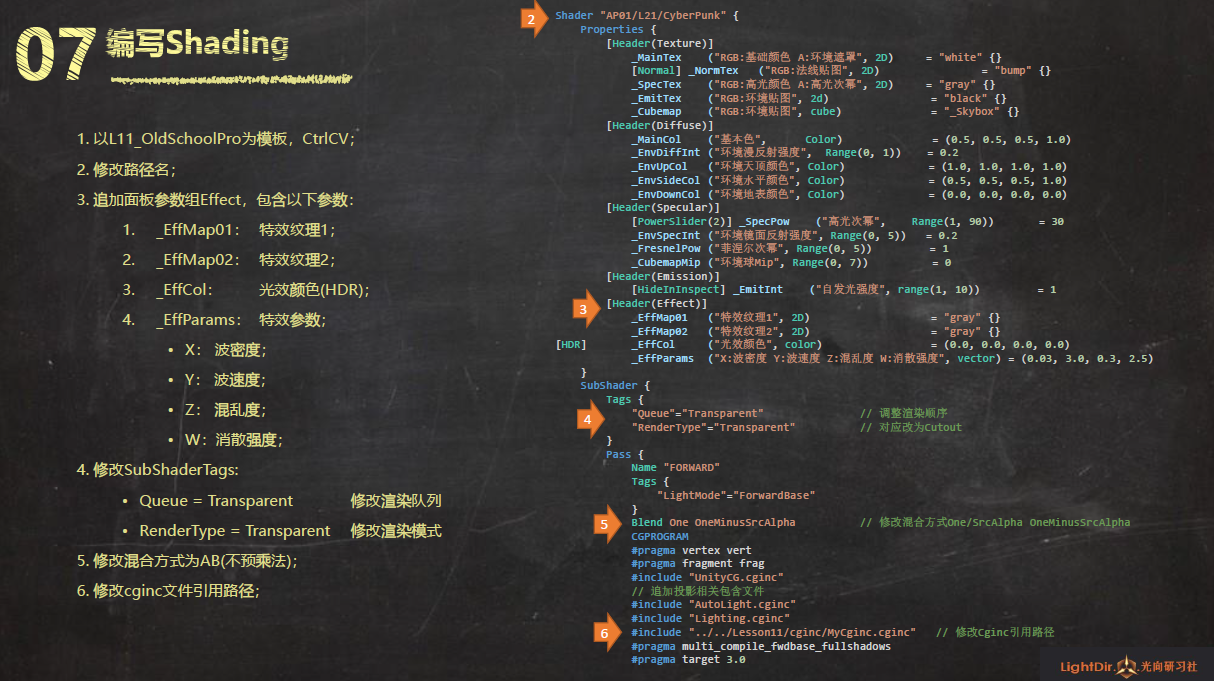 07 编写Shading
1. 以L11_OldSchoolPro为模板，CtrlCV；
2. 修改路径名；
3. 追加面板参数组Effect，包含以下参数：
1. _EffMap01： 特效纹理1；
2. _EffMap02： 特效纹理2；
3. _EffCol： 光效颜色(HDR)；
4. _EffParams： 特效参数；
• X： 波密度；
• Y： 波速度；
• Z： 混乱度；
• W： 消散强度；
4. 修改SubShaderTags:
• Queue = Transparent 修改渲染队列
• RenderType = Transparent 修改渲染模式
5. 修改混合方式为AB(不预乘法)；
6. 修改cginc文件引用路径；
2
Shader "AP01/L21/CyberPunk" {
Properties {
[Header(Texture)]
_MainTex ("RGB:基础颜色 A:环境遮罩", 2D) = "white" {}
[Normal] _NormTex ("RGB:法线贴图", 2D) = "bump" {}
_SpecTex ("RGB:高光颜色 A:高光次幂", 2D) = "gray" {}
_EmitTex ("RGB:环境贴图", 2d) = "black" {}
_Cubemap ("RGB:环境贴图", cube) = "_Skybox" {}
[Header(Diffuse)]
_MainCol ("基本色", Color) = (0.5, 0.5, 0.5, 1.0)
_EnvDiffInt ("环境漫反射强度", Range(0, 1)) = 0.2
_EnvUpCol ("环境天顶颜色", Color) = (1.0, 1.0, 1.0, 1.0)
_EnvSideCol ("环境水平颜色", Color) = (0.5, 0.5, 0.5, 1.0)
_EnvDownCol ("环境地表颜色", Color) = (0.0, 0.0, 0.0, 0.0)
[Header(Specular)]
[PowerSlider(2)] _SpecPow ("高光次幂", Range(1, 90)) = 30
_EnvSpecInt ("环境镜面反射强度", Range(0, 5)) = 0.2
_FresnelPow ("菲涅尔次幂", Range(0, 5)) = 1
_CubemapMip ("环境球Mip", Range(0, 7)) = 0
[Header(Emission)]
[HideInInspect] _EmitInt ("自发光强度", range(1, 10)) = 1
3
[Header(Effect)]
_EffMap01 ("特效纹理1", 2D) = "gray" {}
_EffMap02 ("特效纹理2", 2D) = "gray" {}
[HDR] _EffCol ("光效颜色", color) = (0.0, 0.0, 0.0, 0.0)
_EffParams ("X:波密度 Y:波速度 Z:混乱度 W:消散强度", vector) = (0.03, 3.0, 0.3, 2.5)
}
SubShader {
Tags {
4
"Queue"="Transparent" // 调整渲染顺序
"RenderType"="Transparent" // 对应改为Cutout
}
Pass {
Name "FORWARD"
Tags {
"LightMode"="ForwardBase"
}
5
Blend One OneMinusSrcAlpha // 修改混合方式One/SrcAlpha OneMinusSrcAlpha
CGPROGRAM
#pragma vertex vert
#pragma fragment frag
#include "UnityCG.cginc"
// 追加投影相关包含文件
#include "AutoLight.cginc"
#include "Lighting.cginc"
6
#include "../../Lesson11/cginc/MyCginc.cginc" // 修改Cginc引用路径
#pragma multi_compile_fwdbase_fullshadows
#pragma target 3.0
LightDir.光向研习社